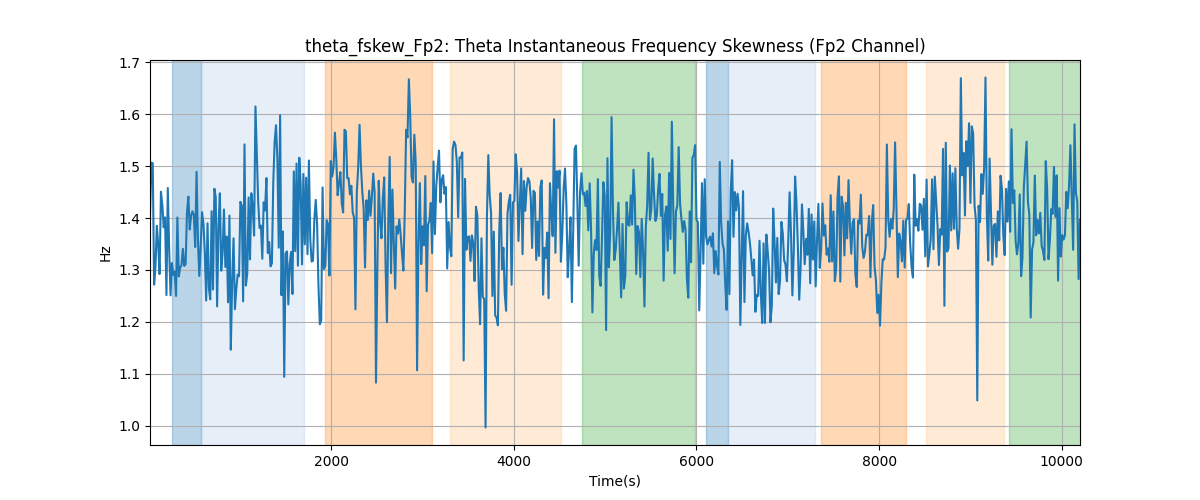 theta_fskew_Fp2: Theta Instantaneous Frequency Skewness (Fp2 Channel)
1.7
1.6
1.5
1.4
1.3
1.2
1.1
1.0
Hz
2000 4000 6000 8000 10000
Time(s)